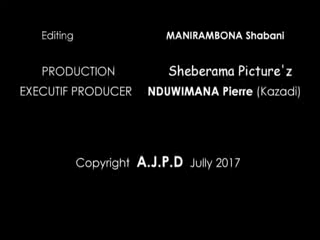 Editing MANIRAMBONA Shabani
PRODUCTION Sheberama Picture'z
EXECUTIF PRODUCER NDUWIMANA Pierre (Kazadi)
Copyright A.J.P.D Jully 2017